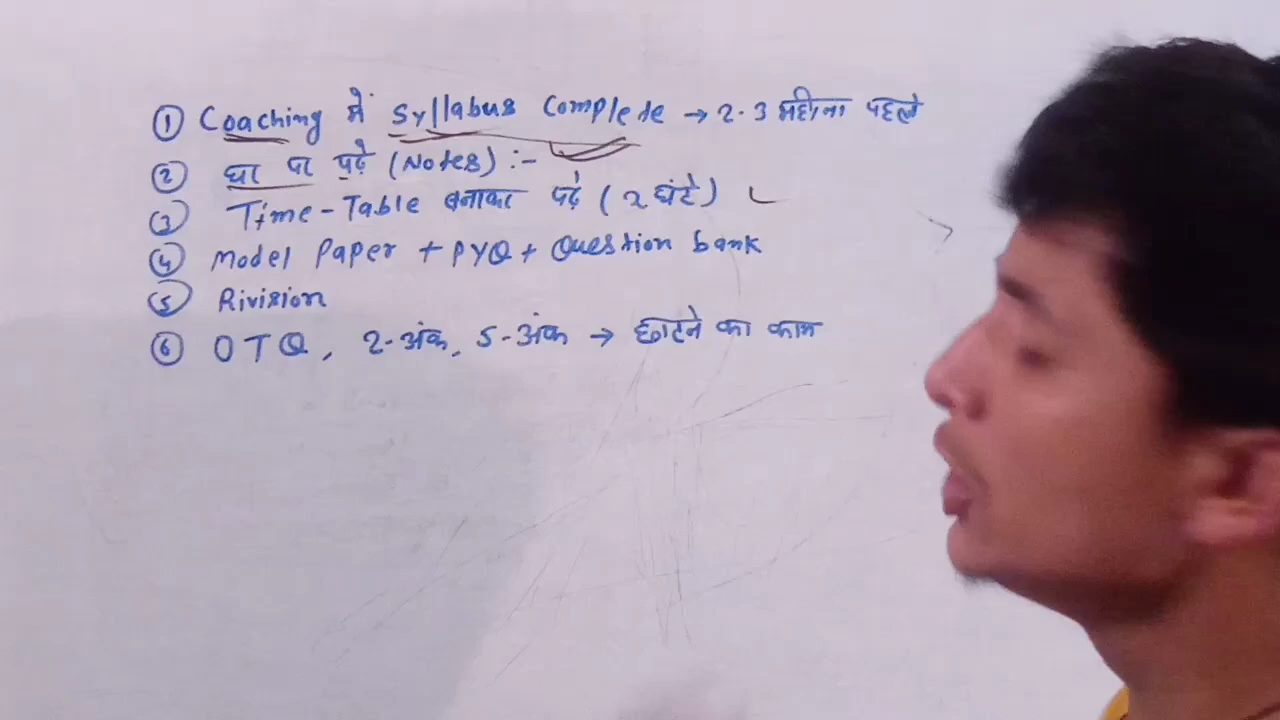 ① Coaching में Syllabus Complete → 2-3 महीना पहले
② घर पर पढ़े (Notes) :-
③ Time-Table बनाकर पढ़े (2 घंटे)
④ Model Paper + PYQ + Question bank
⑤ Rivision
⑥ OTQ, 2-अंक, 5-अंक → छाटने का काम